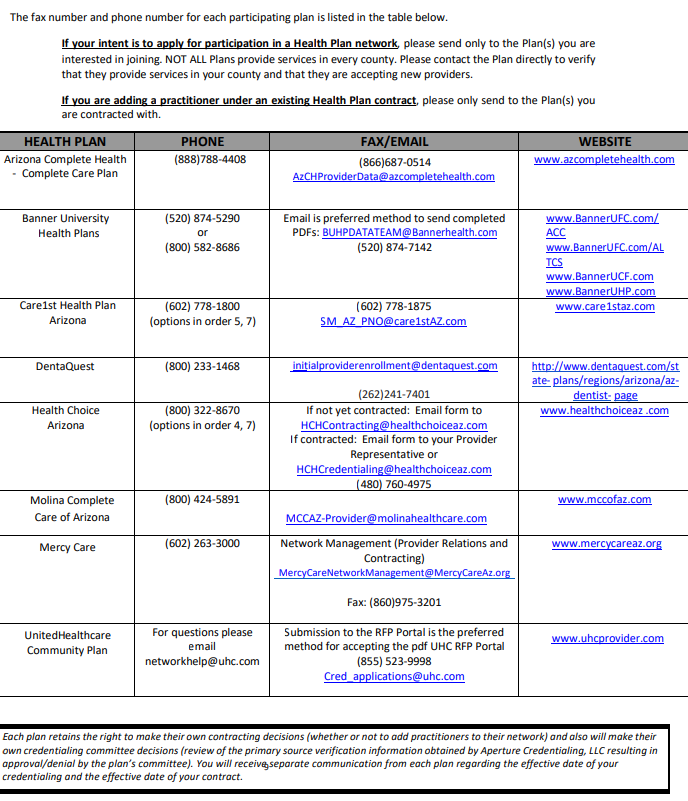 The fax number and phone number for each participating plan is listed in the table below.
If your intent is to apply for participation in a Health Plan network, please send only to the Plan(s) you are
interested in joining. NOT ALL Plans provide services in every county. Please contact the Plan directly to verify
that they provide services in your county and that they are accepting new providers.
If you are adding a practitioner under an existing Health Plan contract, please only send to the Plan(s) you
are contracted with.
HEALTH PLAN PHONE FAX/EMAIL WEBSITE
Arizona Complete Health
- Complete Care Plan
(888)788-4408
(866)687-0514
AzCHProviderData@azcompletehealth.com
www.azcompletehealth.com
Banner University
Health Plans
(520) 874-5290
or
(800) 582-8686
Email is preferred method to send completed
PDFs: BUHPDATATEAM@Bannerhealth.com
(520) 874-7142
www.BannerUFC.com/
ACC
www.BannerUFC.com/AL
TCS
www.BannerUCF.com
www.BannerUHP.com
Care1st Health Plan
Arizona
(602) 778-1800
(options in order 5, 7)
(602) 778-1875
SM_AZ_PNO@care1stAZ.com
www.care1staz.com
DentaQuest
(800) 233-1468
initialproviderenrollment@dentaquest.com
(262)241-7401
http://www.dentaquest.com/st
ate- plans/regions/arizona/az-
dentist- page
Health Choice
Arizona
(800) 322-8670
(options in order 4, 7)
If not yet contracted: Email form to
HCHContracting@healthchoiceaz.com
If contracted: Email form to your Provider
Representative or
HCHCredentialing@healthchoiceaz.com
(480) 760-4975
www.healthchoiceaz .com
Molina Complete
Care of Arizona
(800) 424-5891
MCCAZ-Provider@molinahealthcare.com
www.mccofaz.com
Mercy Care
(602) 263-3000
Network Management (Provider Relations and
Contracting)
MercyCareNetworkManagement@MercyCareAz.org
Fax: (860)975-3201
www.mercycareaz.org
UnitedHealthcare
Community Plan
For questions please
email
networkhelp@uhc.com
Submission to the RFP Portal is the preferred
method for accepting the pdf UHC RFP Portal
(855) 523-9998
Cred_applications@uhc.com
www.uhcprovider.com
Each plan retains the right to make their own contracting decisions (whether or not to add practitioners to their network) and also will make their
own credentialing committee decisions (review of the primary source verification information obtained by Aperture Credentialing, LLC resulting in
approval/denial by the plan's committee). You will receive separate communication from each plan regarding the effective date of your
credentialing and the effective date of your contract.